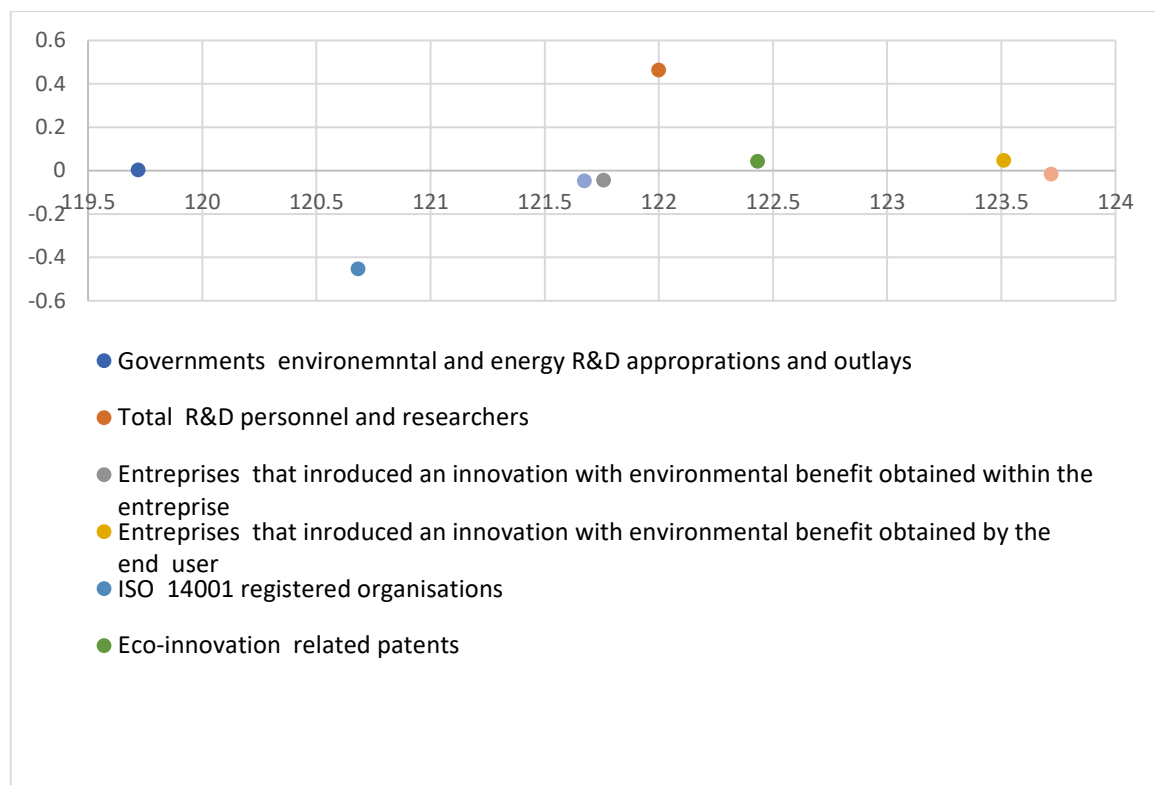 0.6
0.4
0.2
0
-0.2
-0.4
-0.6
119.5 120 120.5 121 121.5 122 122.5 123 123.5 124
Governments environemntal and energy R&D approprations and outlays
Total R&D personnel and researchers
Entreprises that inroduced an innovation with environmental benefit obtained within the
entreprise
Entreprises that inroduced an innovation with environmental benefit obtained by the
end user
ISO 14001 registered organisations
Eco-innovation related patents